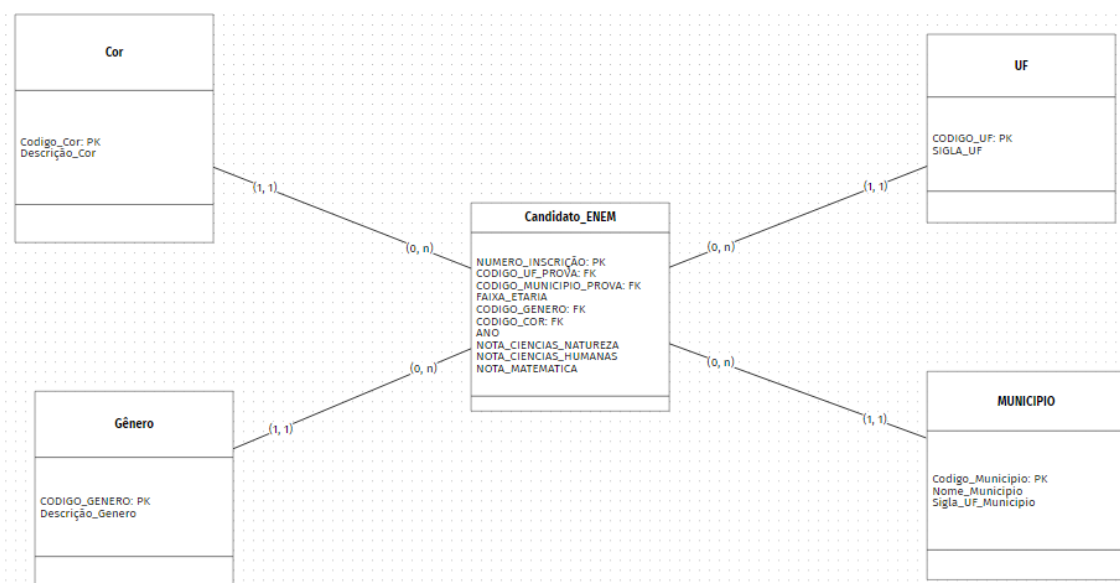 Cor
Codigo_Cor: PK
Descrição_Cor
(1, 1)
(0, n)
UF
CODIGO_UF: PK
SIGLA_UF
(1, 1)
(0, n)
Candidato_ENEM
NUMERO_INSCRIÇÃO: PK
CODIGO_UF_PROVA: FK
CODIGO_MUNICIPIO_PROVA: FK
FAIXA_ETARIA
CODIGO_GENERO: FK
CODIGO_COR: FK
ANO
NOTA_CIENCIAS_NATUREZA
NOTA_CIENCIAS_HUMANAS
NOTA_MATEMATICA
(0, n)
(1, 1)
Gênero
CODIGO_GENERO: PK
Descrição_Genero
(0, n)
(1, 1)
MUNICIPIO
Codigo_Municipio: PK
Nome_Municipio
Sigla_UF_Municipio